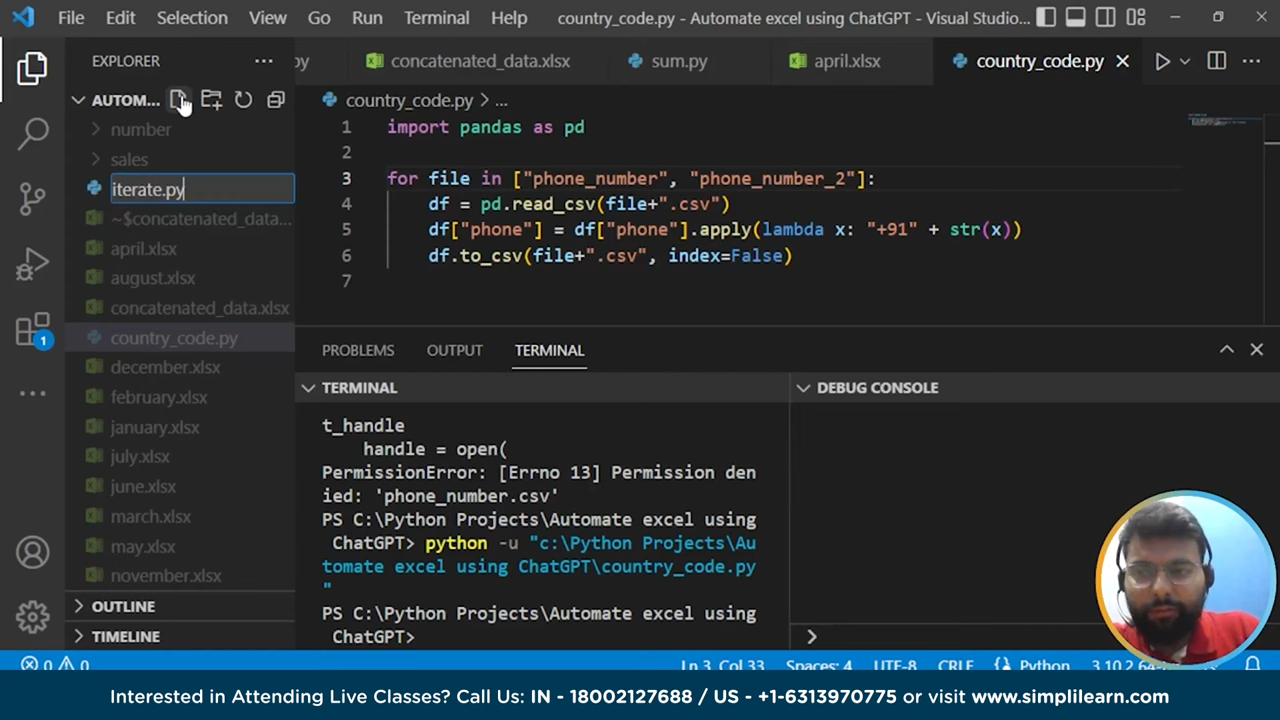 File Edit Selection View Go Run Terminal Help country_code.py - Automate excel using ChatGPT - Visual Studio...
EXPLORER
py concatenated_data.xlsx sum.py april.xlsx country_code.py
AUTOM...
number
sales
iterate.py
~$concatenated_data...
april.xlsx
august.xlsx
concatenated_data.xlsx
country_code.py
december.xlsx
february.xlsx
january.xlsx
july.xlsx
june.xlsx
march.xlsx
may.xlsx
november.xlsx
OUTLINE
TIMELINE
1
country_code.py > ...
1 import pandas as pd
2
3 for file in ["phone_number", "phone_number_2"]:
4 df = pd.read_csv(file+".csv")
5 df["phone"] = df["phone"].apply(lambda x: "+91" + str(x))
6 df.to_csv(file+".csv", index=False)
7
PROBLEMS OUTPUT TERMINAL
TERMINAL
t_handle
handle = open(
PermissionError: [Errno 13] Permission den
ied: 'phone_number.csv'
PS C:\Python Projects\Automate excel using
ChatGPT> python -u "c:\Python Projects\Au
tomate excel using ChatGPT\country_code.py
"
PS C:\Python Projects\Automate excel using
ChatGPT>
DEBUG CONSOLE
>
0 0 Ln 3, Col 33 Spaces: 4 UTF-8 CRLF Python 3.10.2 64-
Interested in Attending Live Classes? Call Us: IN - 18002127688 / US - +1-6313970775 or visit www.simplilearn.com